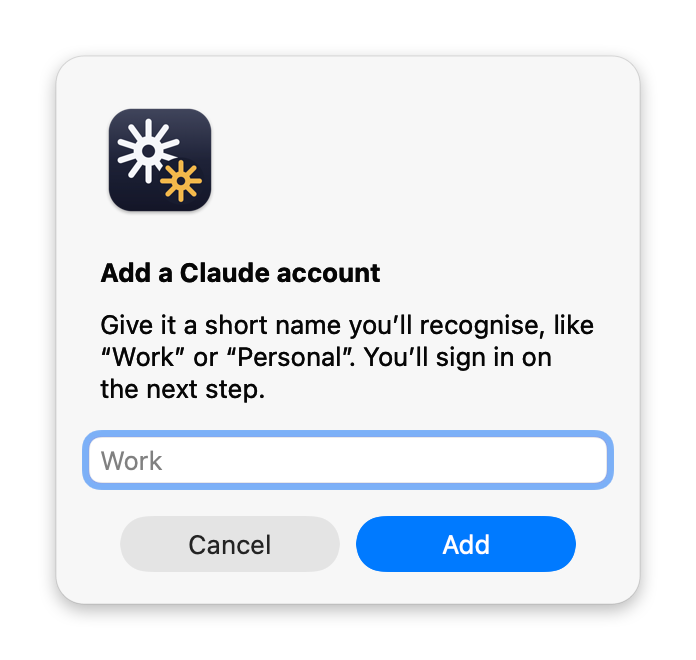 Add a Claude account
Give it a short name you’ll recognise, like
“Work” or “Personal”. You’ll sign in on
the next step.
Work
Cancel
Add